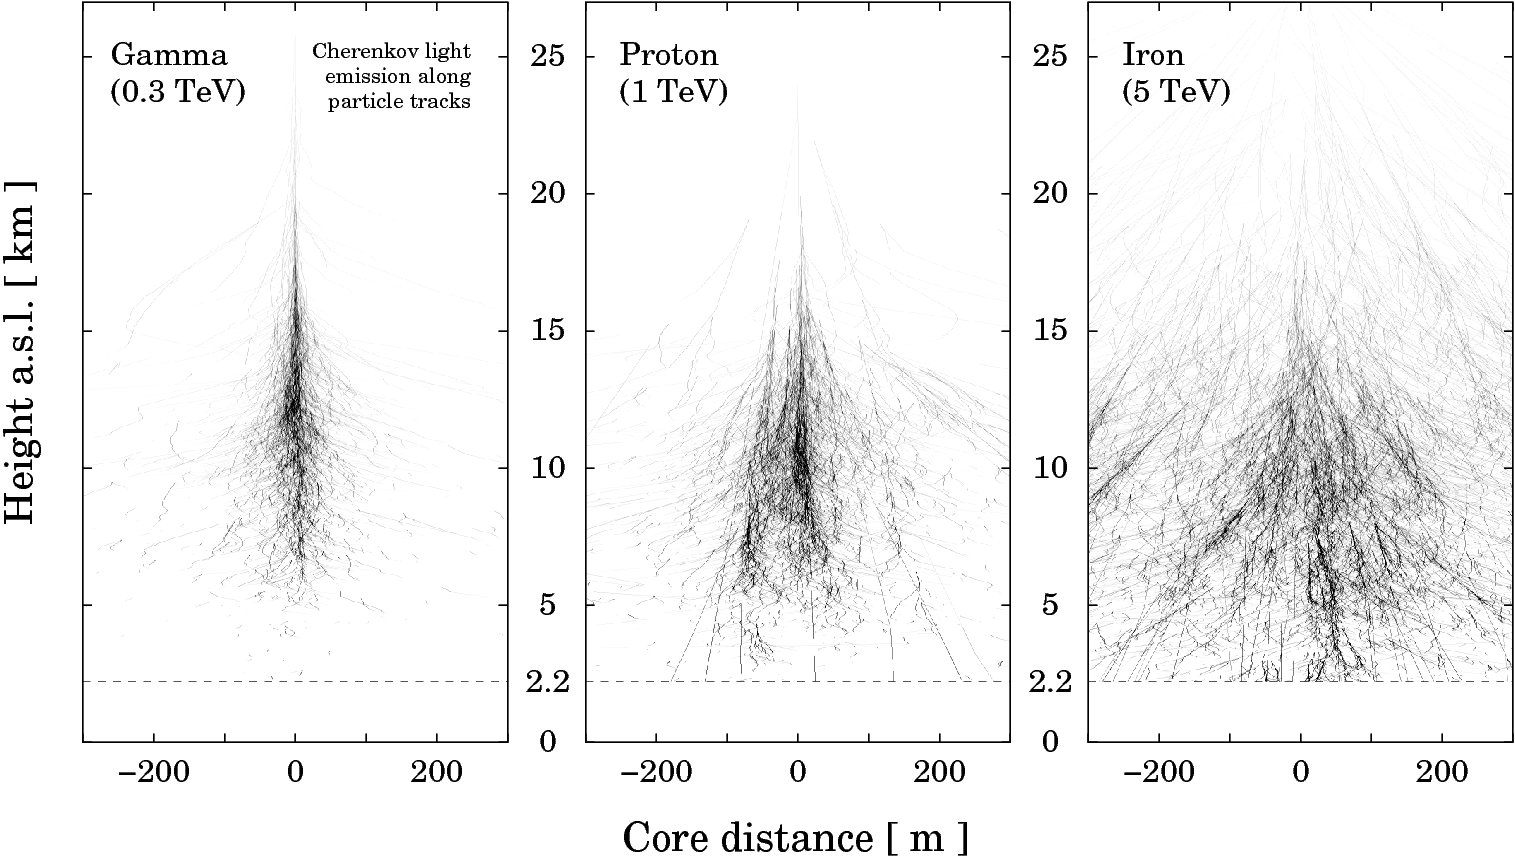 Gamma
(0.3 TeV)
Cherenkov light
emission along
particle tracks
Proton
(1 TeV)
Iron
(5 TeV)
Height a.s.l. [ km ]
25
20
15
10
5
2.2
0
25
20
15
10
5
2.2
0
−200 0 200
−200 0 200
−200 0 200
Core distance [ m ]